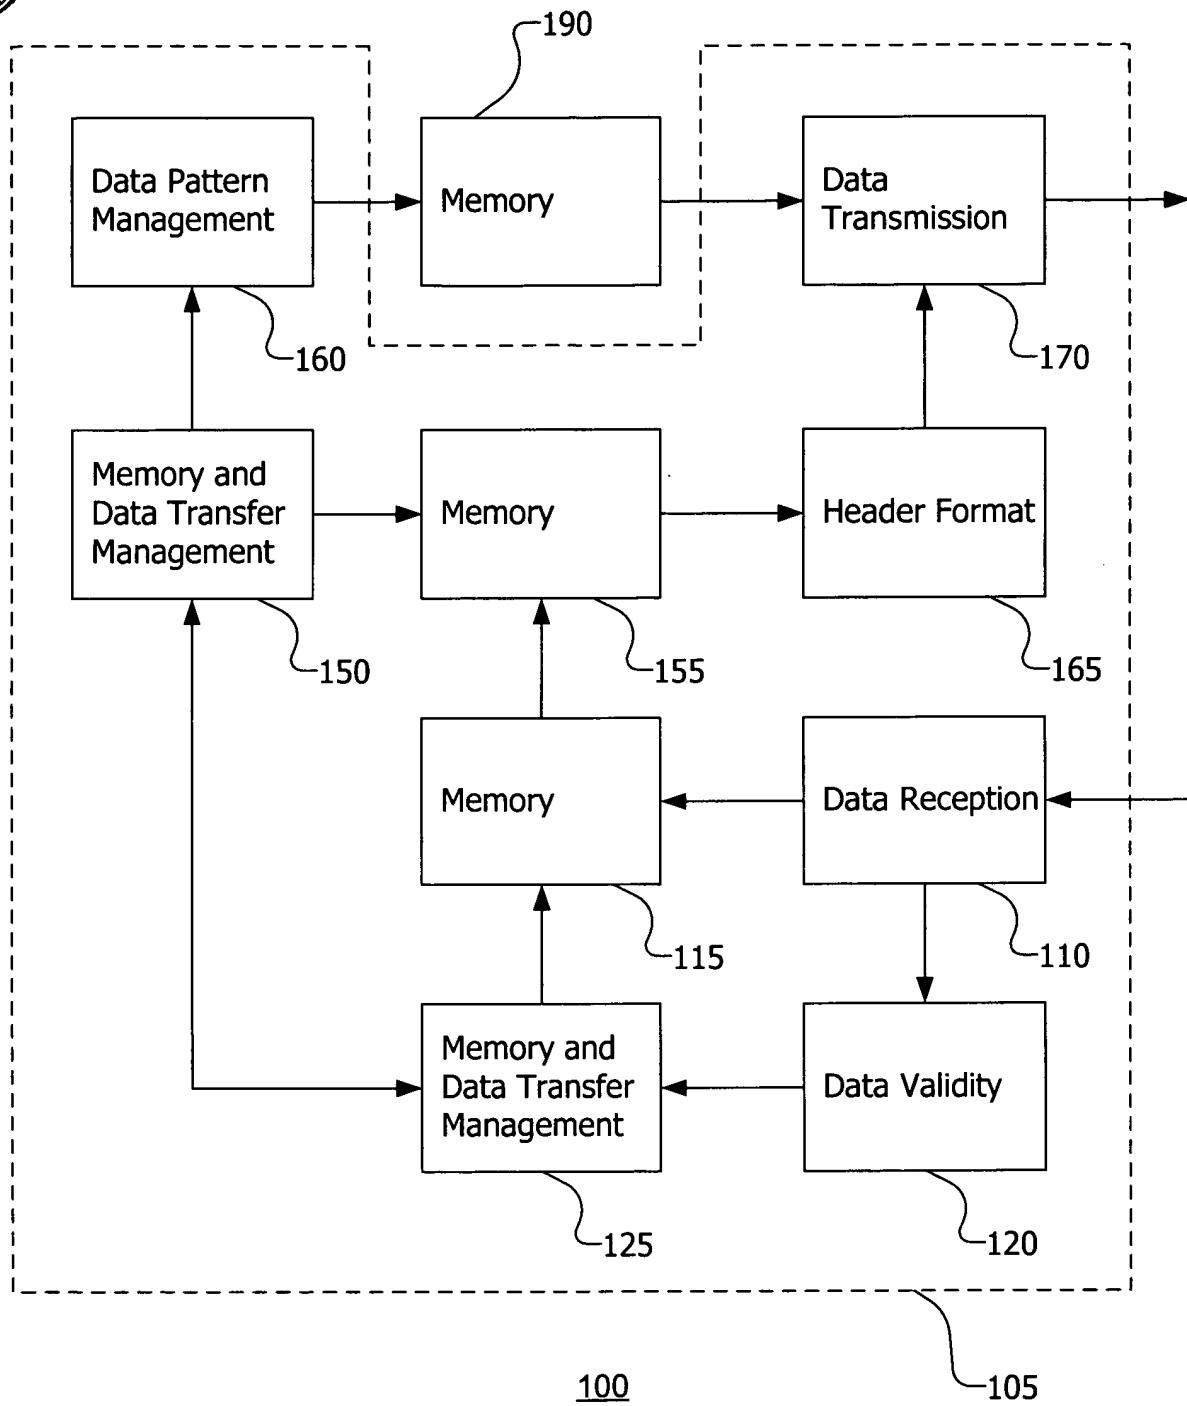 190
Data Pattern
Management
Memory
Data
Transmission
160
170
Memory and
Data Transfer
Management
Memory
Header Format
150
155
165
Memory
Data Reception
115
110
Memory and
Data Transfer
Management
Data Validity
125
120
105
100